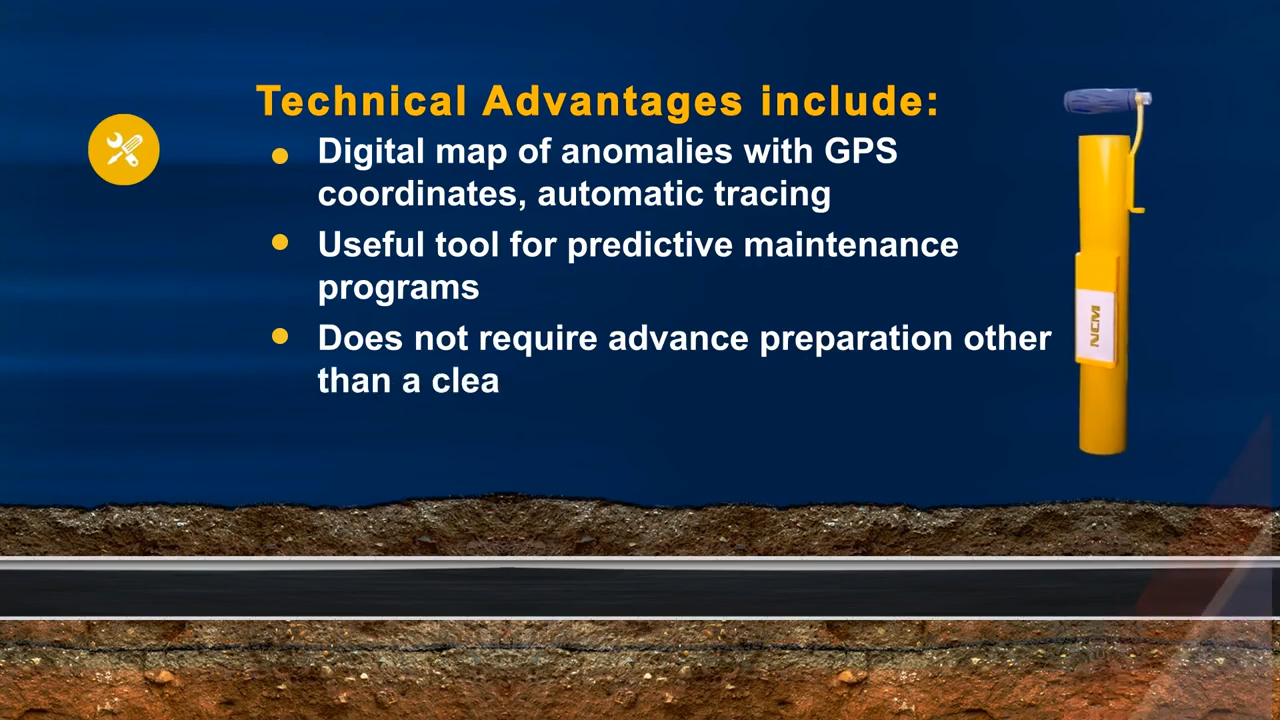 Technical Advantages include:
Digital map of anomalies with GPS
coordinates, automatic tracing
Useful tool for predictive maintenance
programs
Does not require advance preparation other
than a clea
NCM